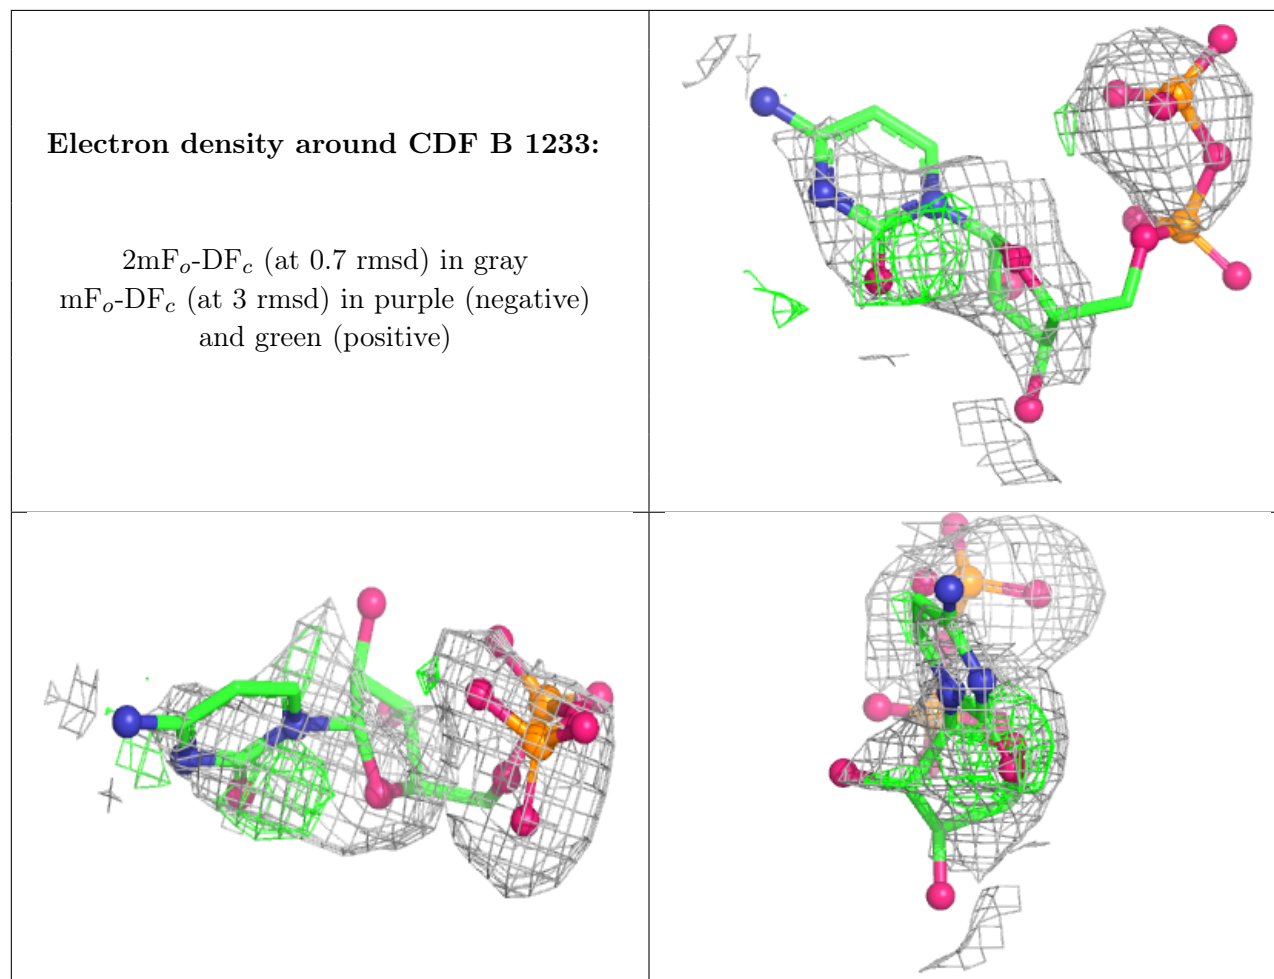 Electron density around CDF B 1233:
2mFo-DFc (at 0.7 rmsd) in gray
mFo-DFc (at 3 rmsd) in purple (negative)
and green (positive)